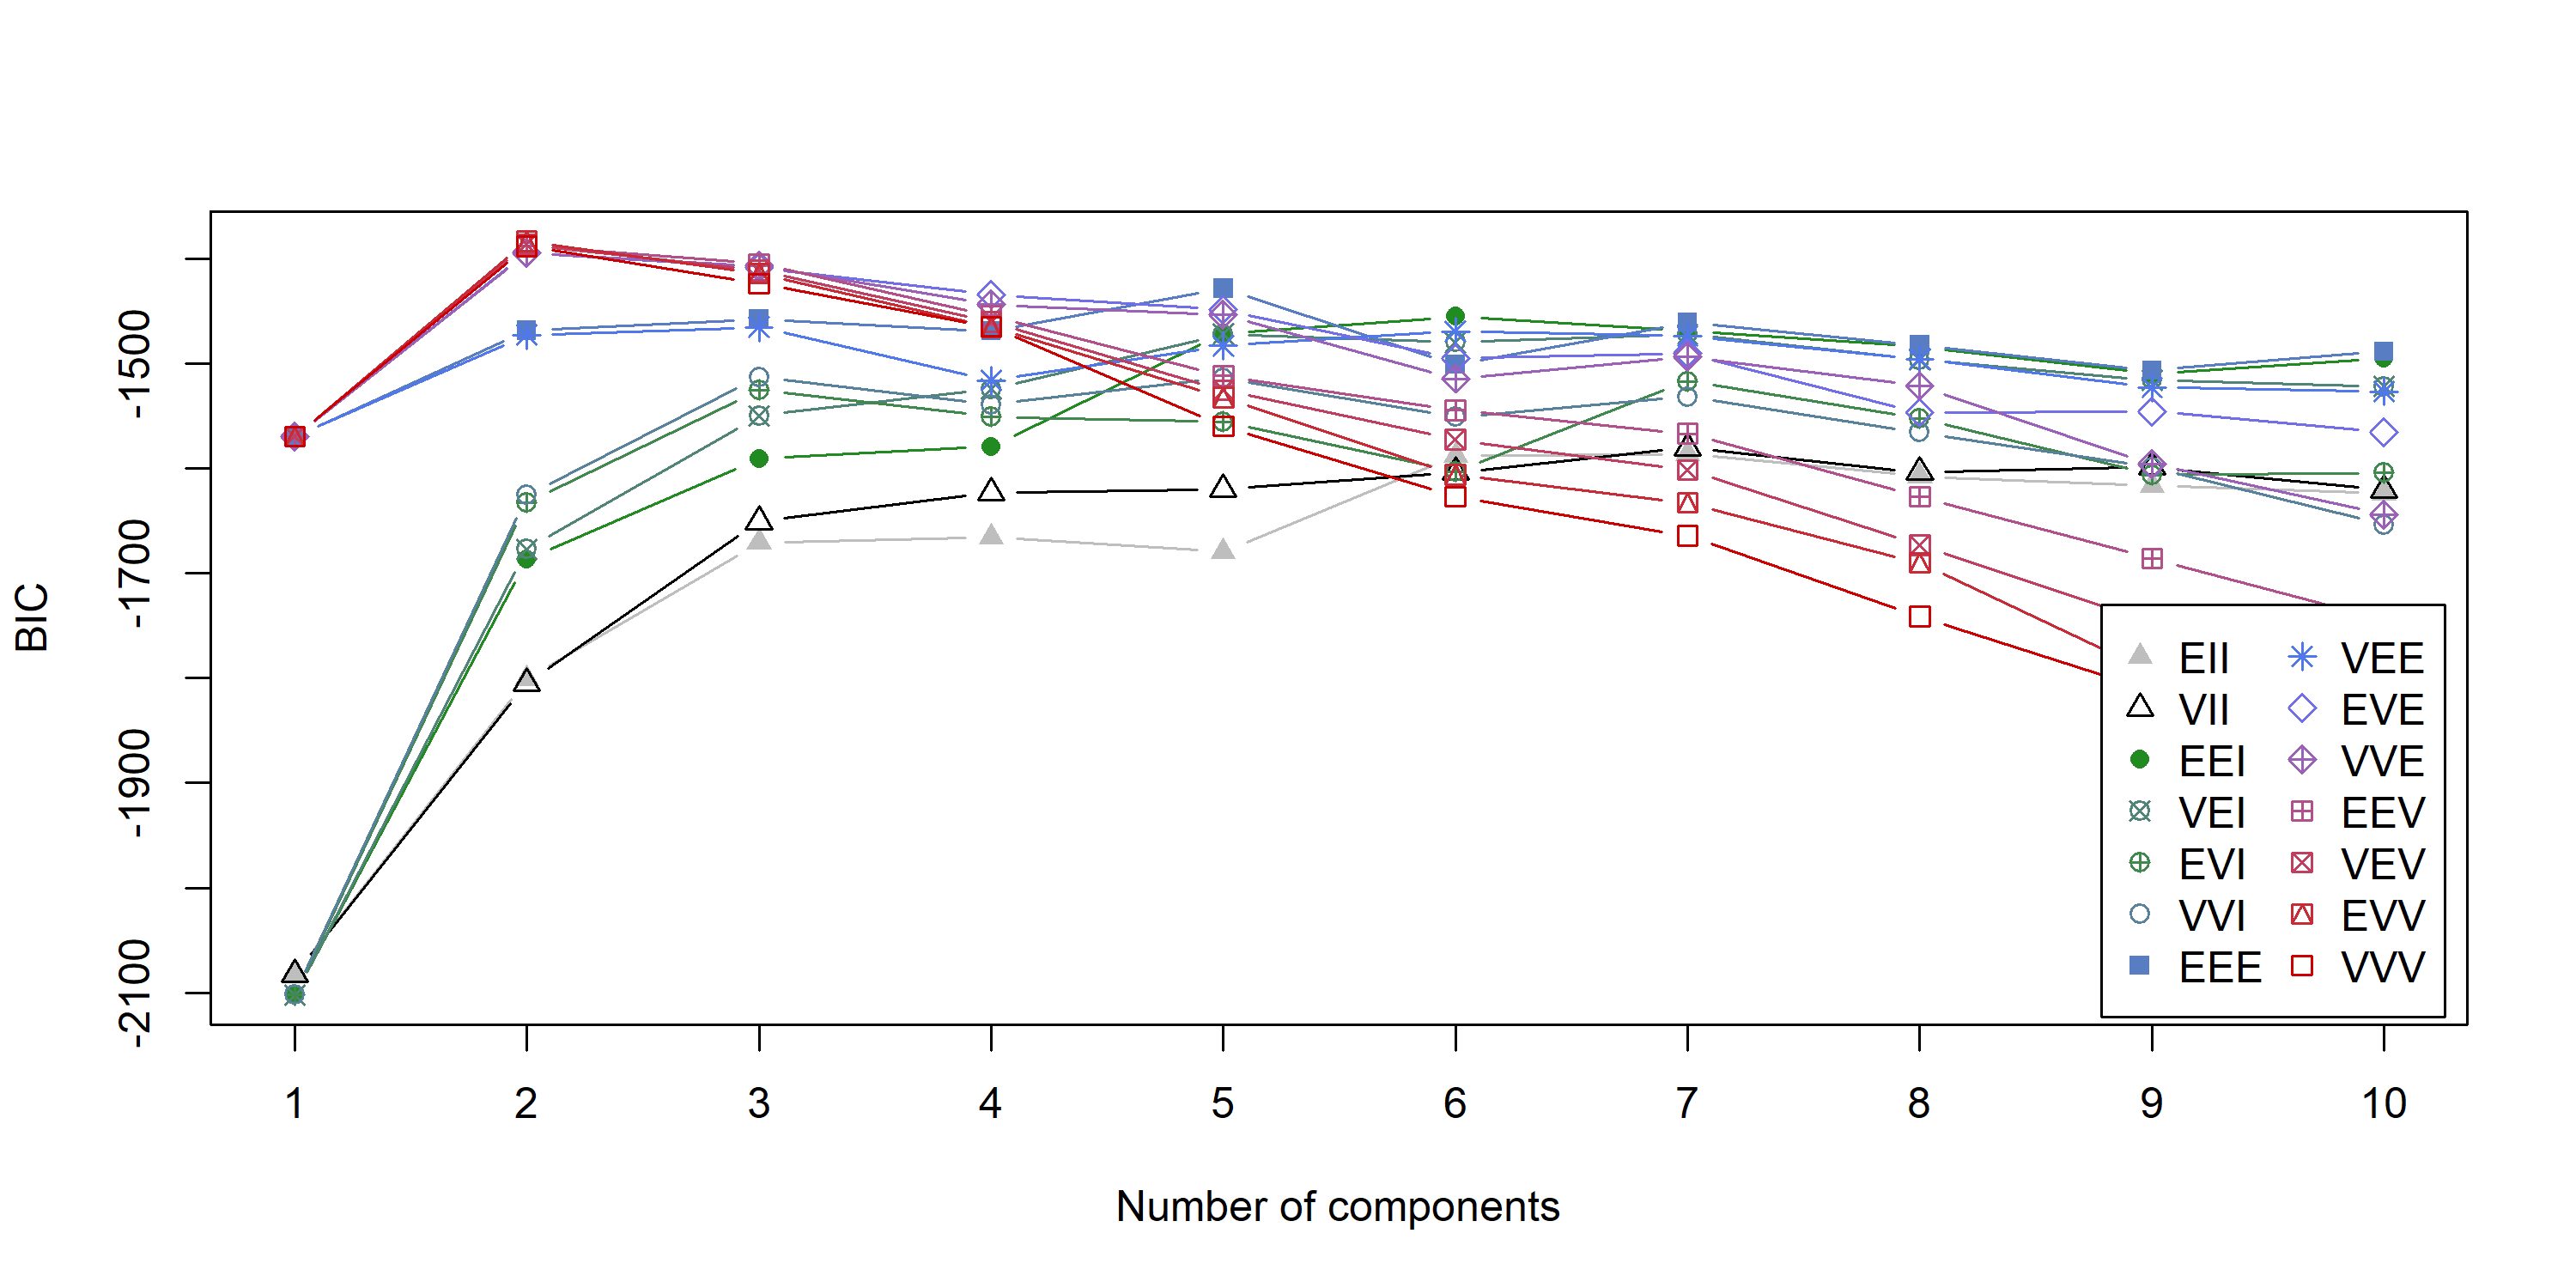 BIC
-1500
-1700
-1900
-2100
EII VEE
VII EVE
EEI VVE
VEI EEV
EVI VEV
VVI EVV
EEE VVV
1 2 3 4 5 6 7 8 9 10
Number of components